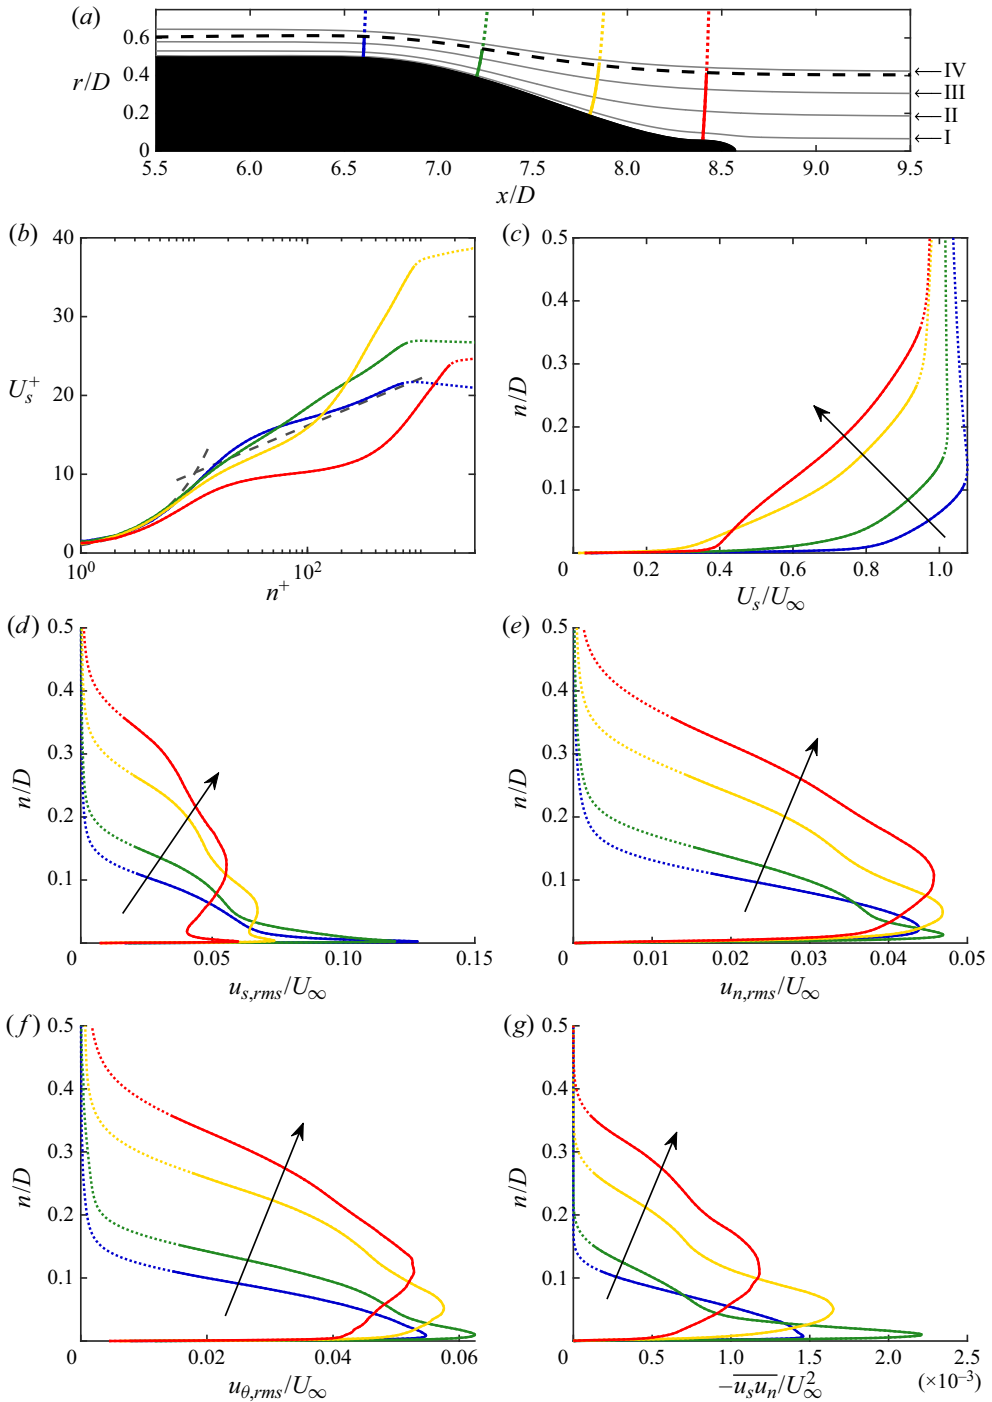 (a)
0.6
0.4
0.2
0
r/D
IV
III
II
I
5.5 6.0 6.5 7.0 7.5 8.0 8.5 9.0 9.5
x/D
(b)
40
30
20
10
0
U_s^+
10^0 10^2
n^+
(c)
0.5
0.4
0.3
0.2
0.1
n/D
0 0.2 0.4 0.6 0.8 1.0
U_s/U_∞
(d)
0.5
0.4
0.3
0.2
0.1
n/D
0 0.05 0.10 0.15
u_{s,rms}/U_∞
(e)
0.5
0.4
0.3
0.2
0.1
n/D
0 0.01 0.02 0.03 0.04 0.05
u_{n,rms}/U_∞
(f)
0.5
0.4
0.3
0.2
0.1
n/D
0 0.02 0.04 0.06
u_{θ,rms}/U_∞
(g)
0.5
0.4
0.3
0.2
0.1
n/D
0 0.5 1.0 1.5 2.0 2.5
−\overline{u_s u_n}/U_∞^2
(×10^{−3})